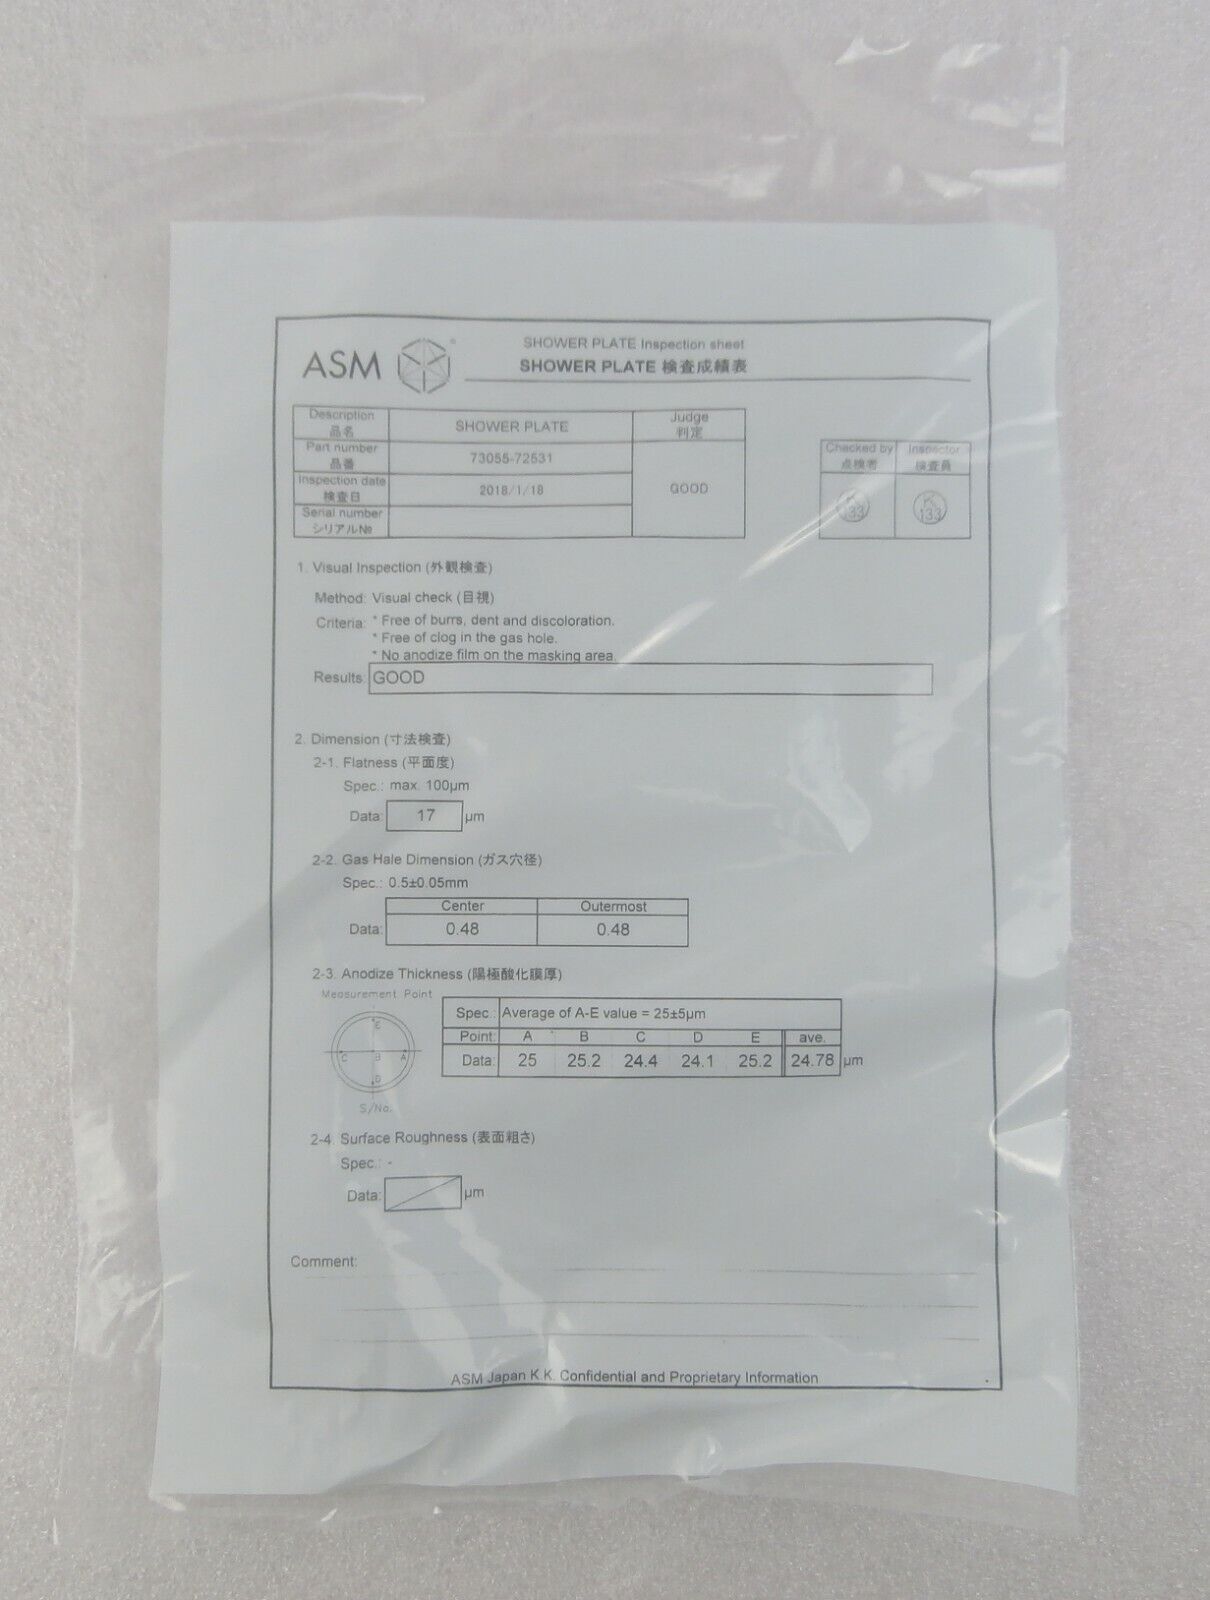 SHOWER PLATE Inspection sheet
ASM
SHOWER PLATE 検査成績表
Description
品名
SHOWER PLATE
Judge
判定
Part number
品番
73055-72531
Inspection date
検査日
2018/1/18
GOOD
Serial number
シリアル№
Checked by
点検者
Inspector
検査員
K
133
K
133
1. Visual Inspection (外観検査)
Method: Visual check (目視)
Criteria: * Free of burrs, dent and discoloration.
* Free of clog in the gas hole.
* No anodize film on the masking area.
Results: GOOD
2. Dimension (寸法検査)
2-1. Flatness (平面度)
Spec.: max. 100µm
Data: 17 µm
2-2. Gas Hale Dimension (ガス穴径)
Spec.: 0.5±0.05mm
Center Outermost
Data: 0.48 0.48
2-3. Anodize Thickness (陽極酸化膜厚)
Measurement Point
E
C B A
D
S/No.
Spec.: Average of A-E value = 25±5µm
Point: A B C D E ave.
Data: 25 25.2 24.4 24.1 25.2 24.78 µm
2-4. Surface Roughness (表面粗さ)
Spec.: -
Data: µm
Comment:
ASM Japan K.K. Confidential and Proprietary Information